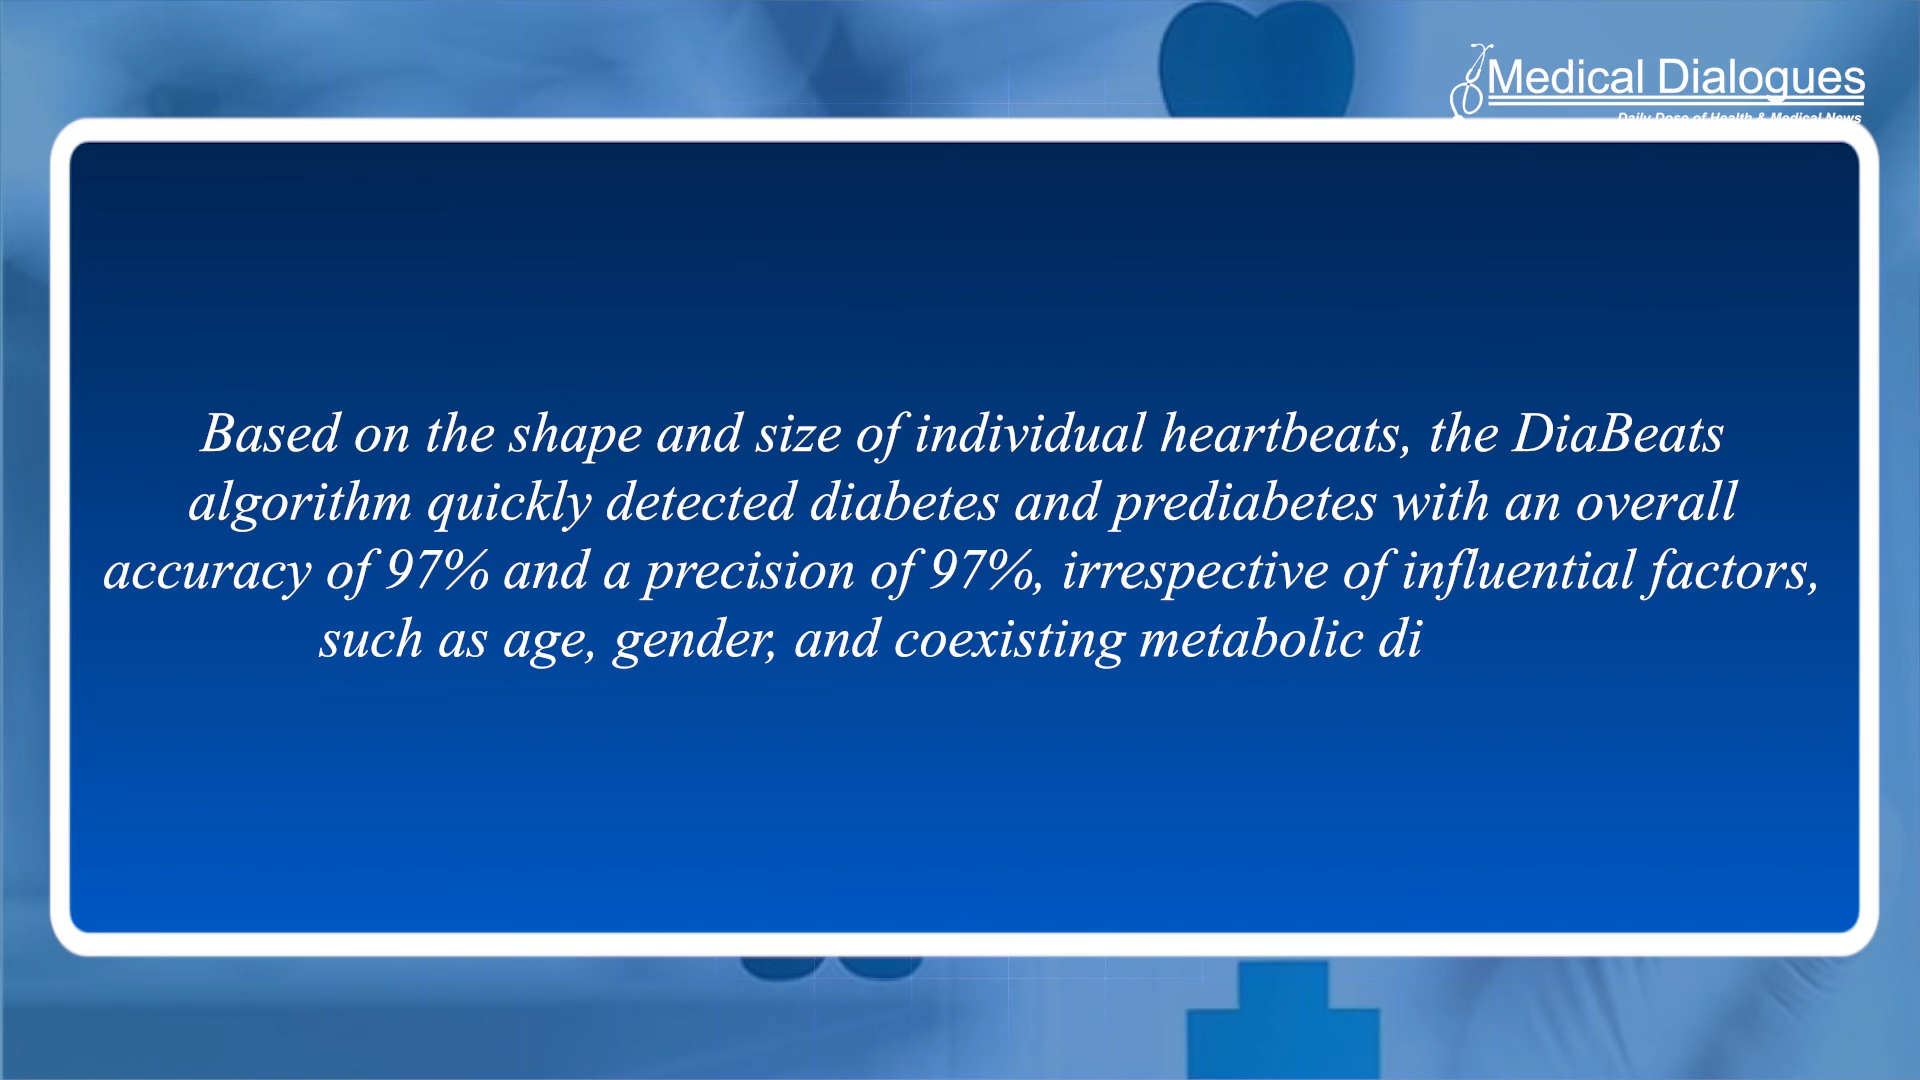 Medical Dialogues
Daily Dose of Health & Medical News
Based on the shape and size of individual heartbeats, the DiaBeats
algorithm quickly detected diabetes and prediabetes with an overall
accuracy of 97% and a precision of 97%, irrespective of influential factors,
such as age, gender, and coexisting metabolic di